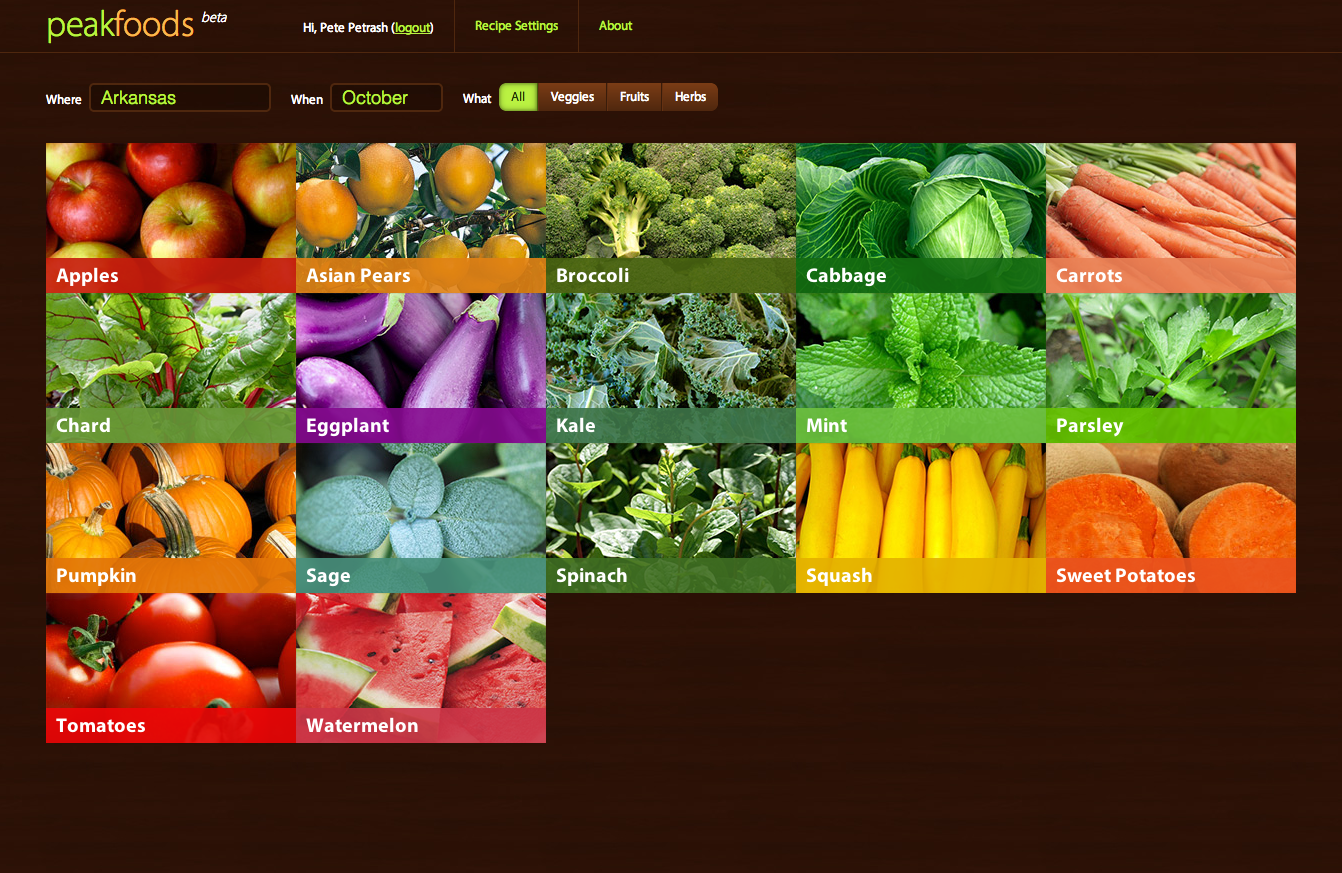 peakfoods beta
Hi, Pete Petrash (logout)
Recipe Settings
About
Where Arkansas When October What All Veggies Fruits Herbs
Apples
Asian Pears
Broccoli
Cabbage
Carrots
Chard
Eggplant
Kale
Mint
Parsley
Pumpkin
Sage
Spinach
Squash
Sweet Potatoes
Tomatoes
Watermelon